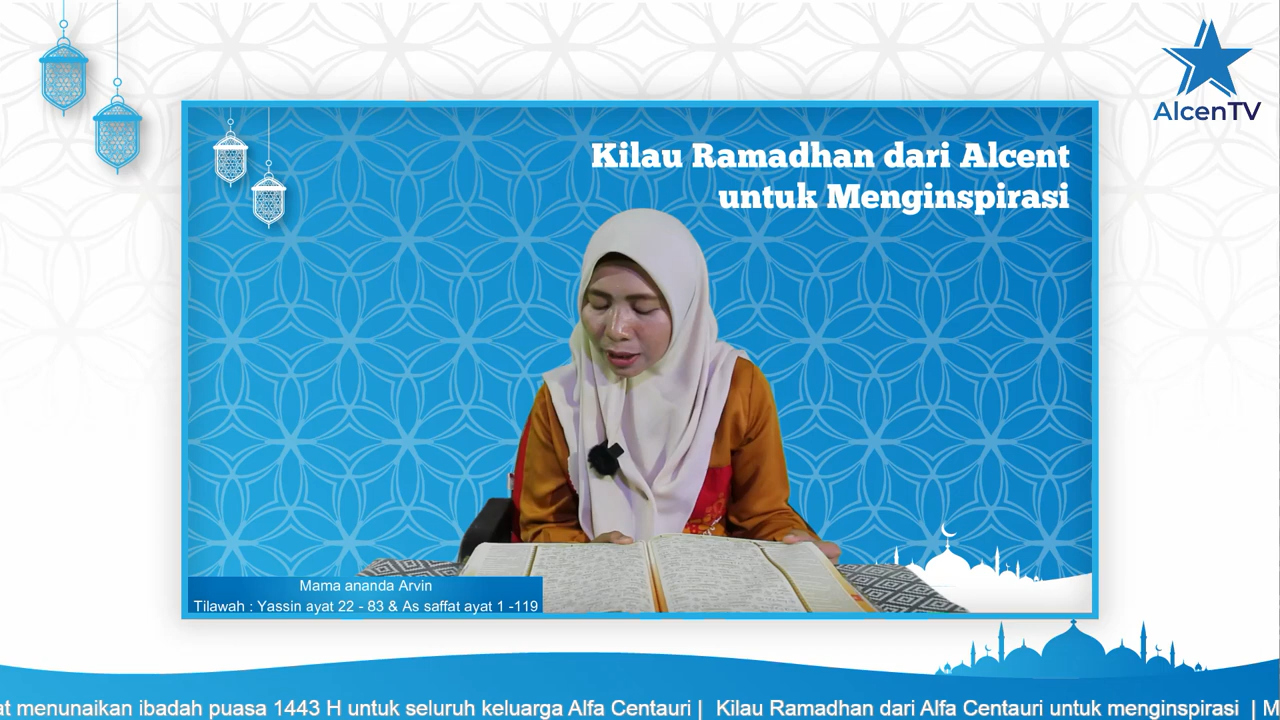 AlcenTV
Kilau Ramadhan dari Alcent
untuk Menginspirasi
Mama ananda Arvin
Tilawah : Yassin ayat 22 - 83 & As saffat ayat 1 -119
at menunaikan ibadah puasa 1443 H untuk seluruh keluarga Alfa Centauri | Kilau Ramadhan dari Alfa Centauri untuk menginspirasi | M